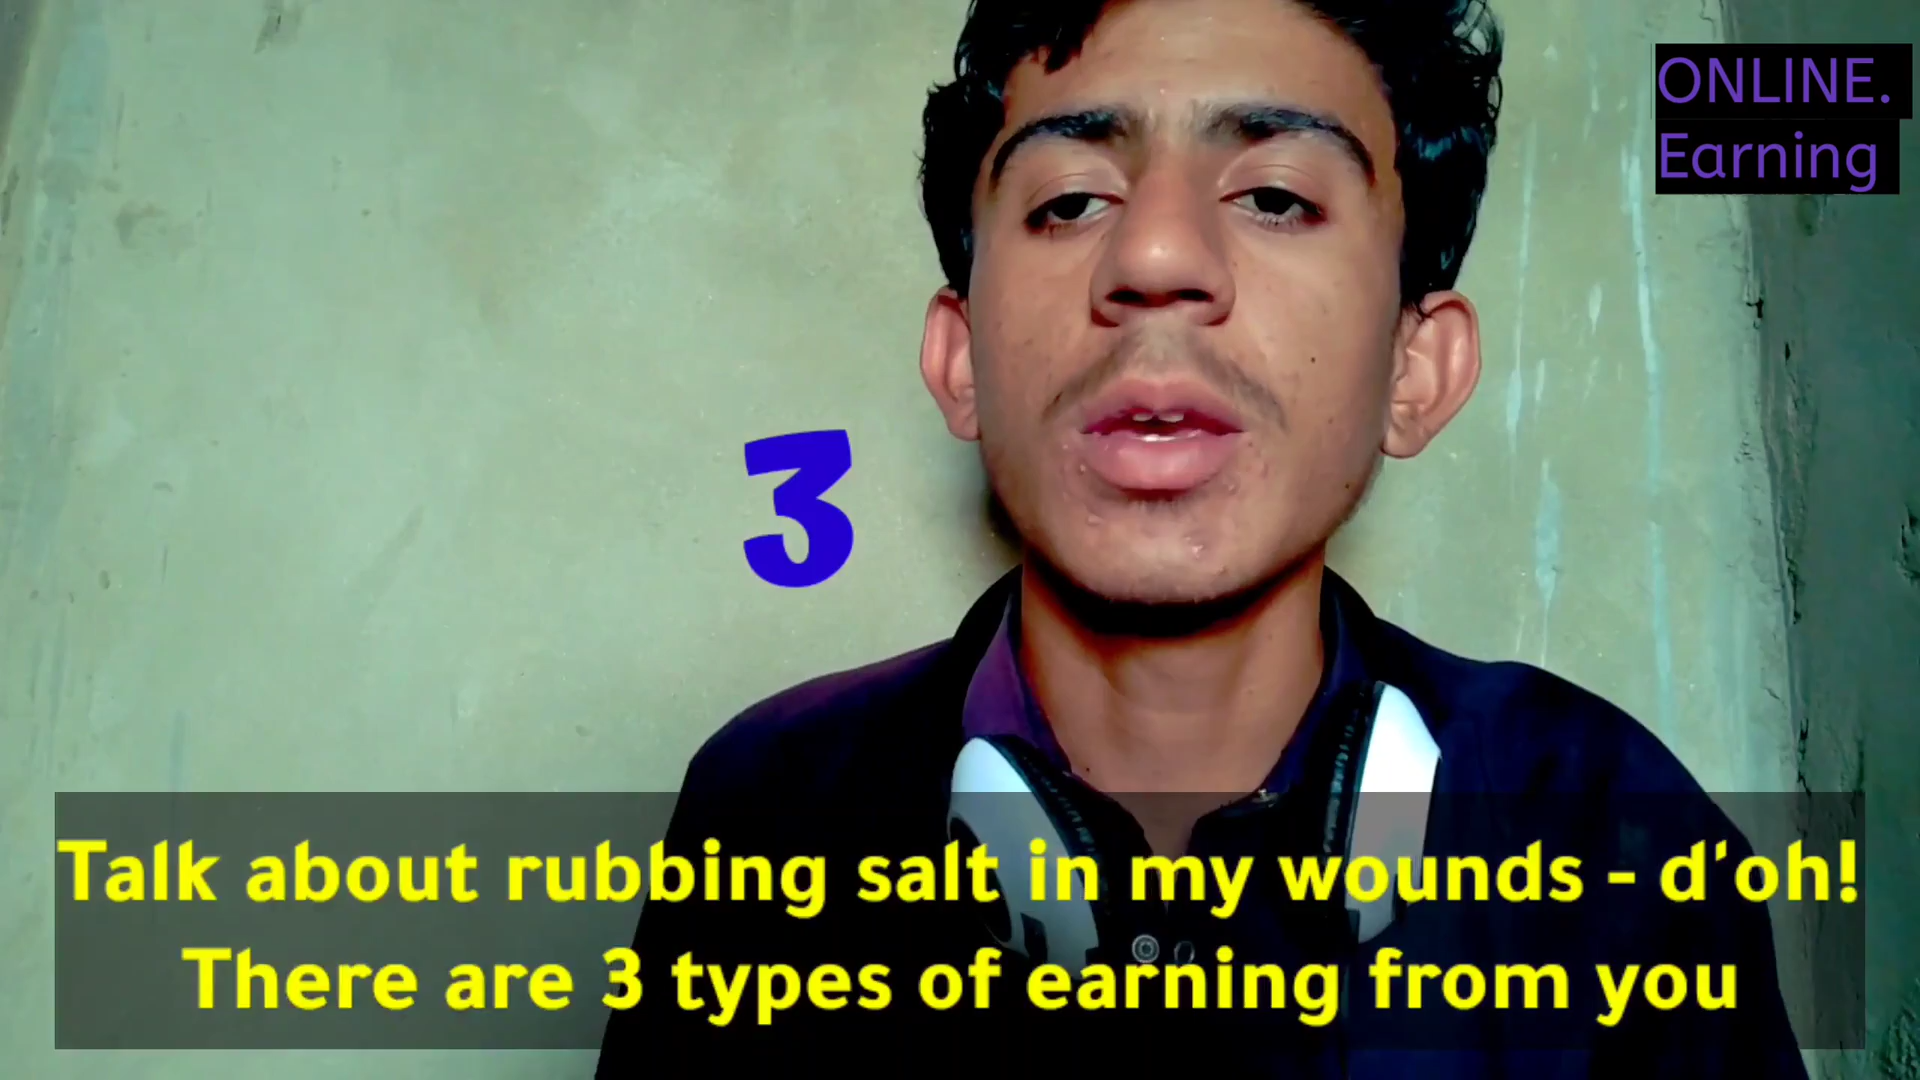 ONLINE.
Earning
3
Talk about rubbing salt in my wounds - d'oh!
There are 3 types of earning from you